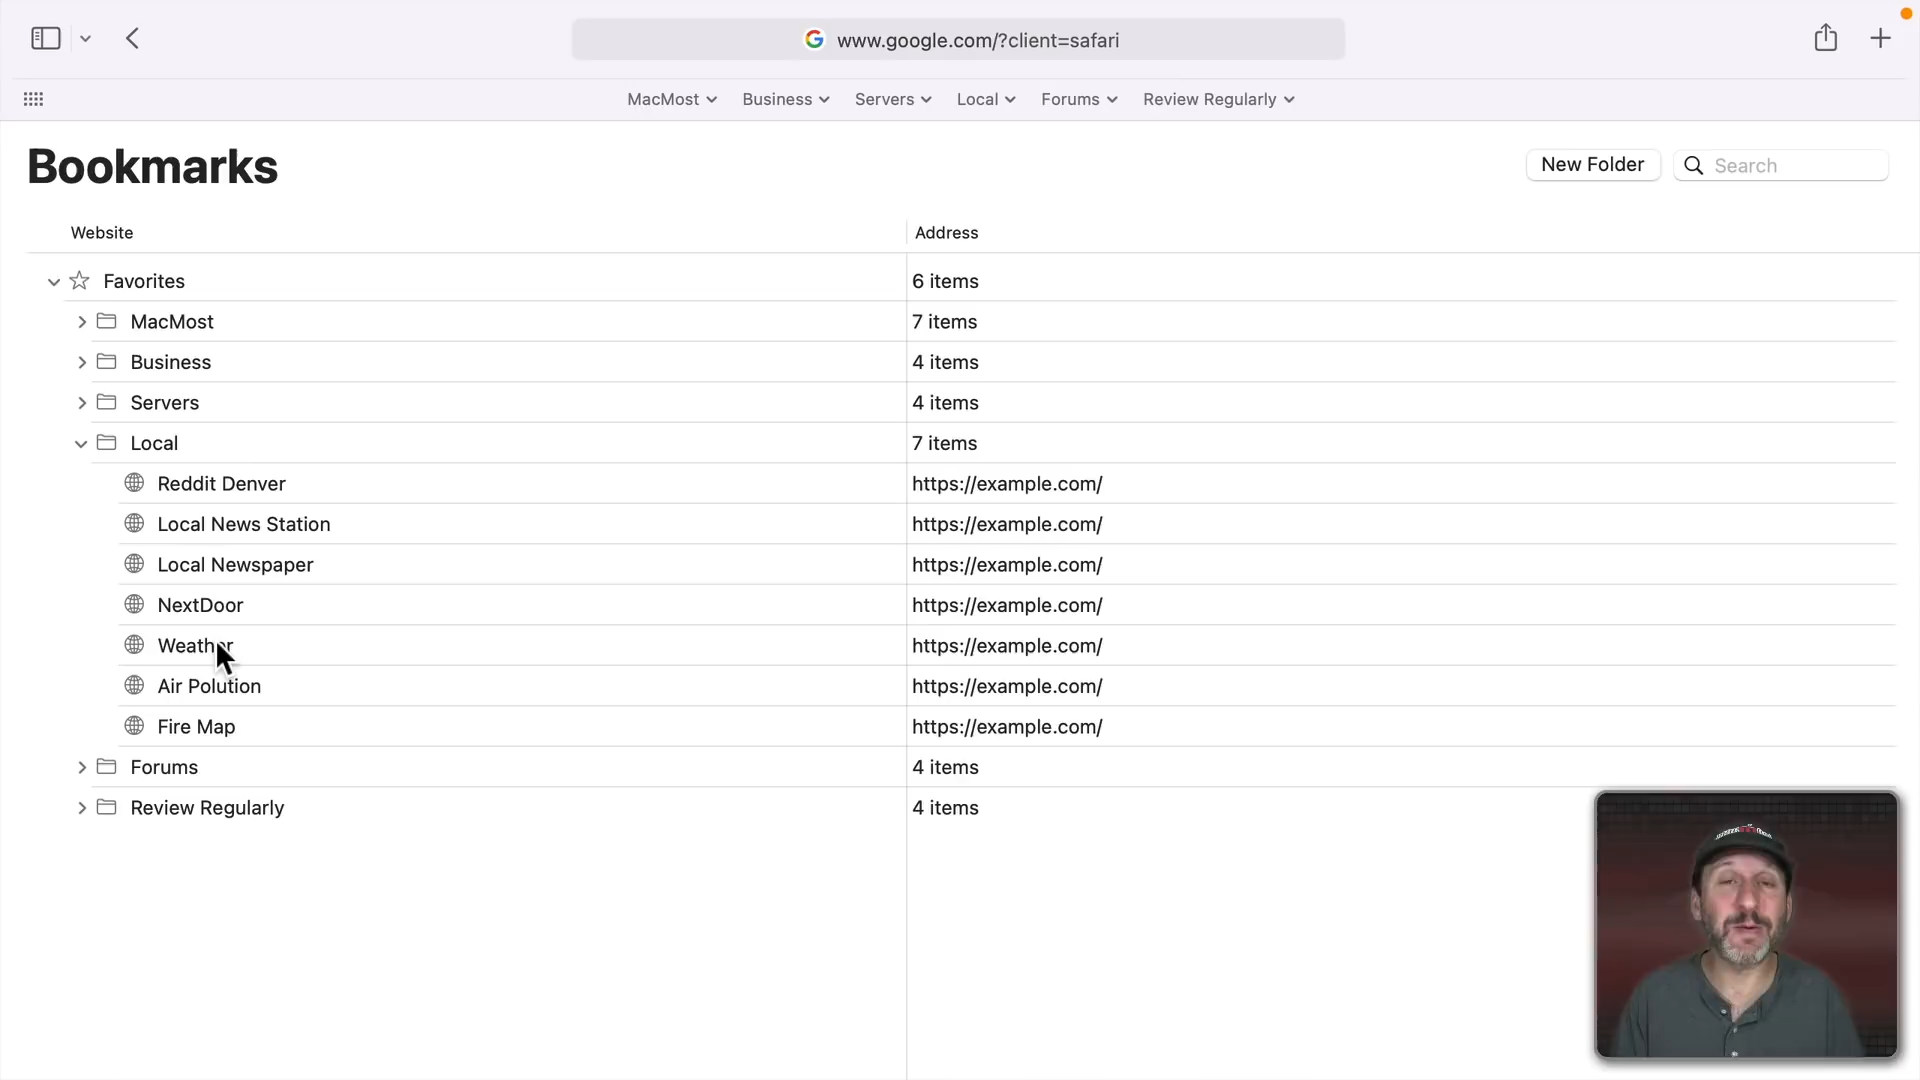 www.google.com/?client=safari
MacMost Business Servers Local Forums Review Regularly
Bookmarks
New Folder Search
Website Address
Favorites 6 items
MacMost 7 items
Business 4 items
Servers 4 items
Local 7 items
Reddit Denver https://example.com/
Local News Station https://example.com/
Local Newspaper https://example.com/
NextDoor https://example.com/
Weather https://example.com/
Air Polution https://example.com/
Fire Map https://example.com/
Forums 4 items
Review Regularly 4 items